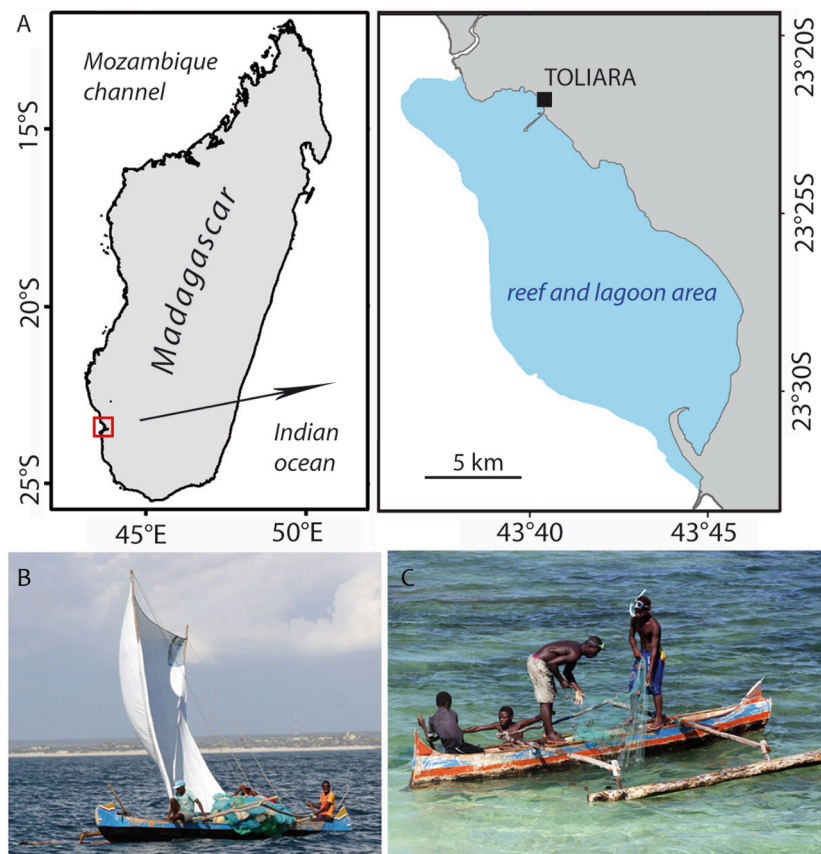 A
Mozambique
channel
Madagascar
Indian
ocean
15°S
20°S
25°S
45°E
50°E
TOLIARA
reef and lagoon area
5 km
23°20S
23°25S
23°30S
43°40
43°45
B
C